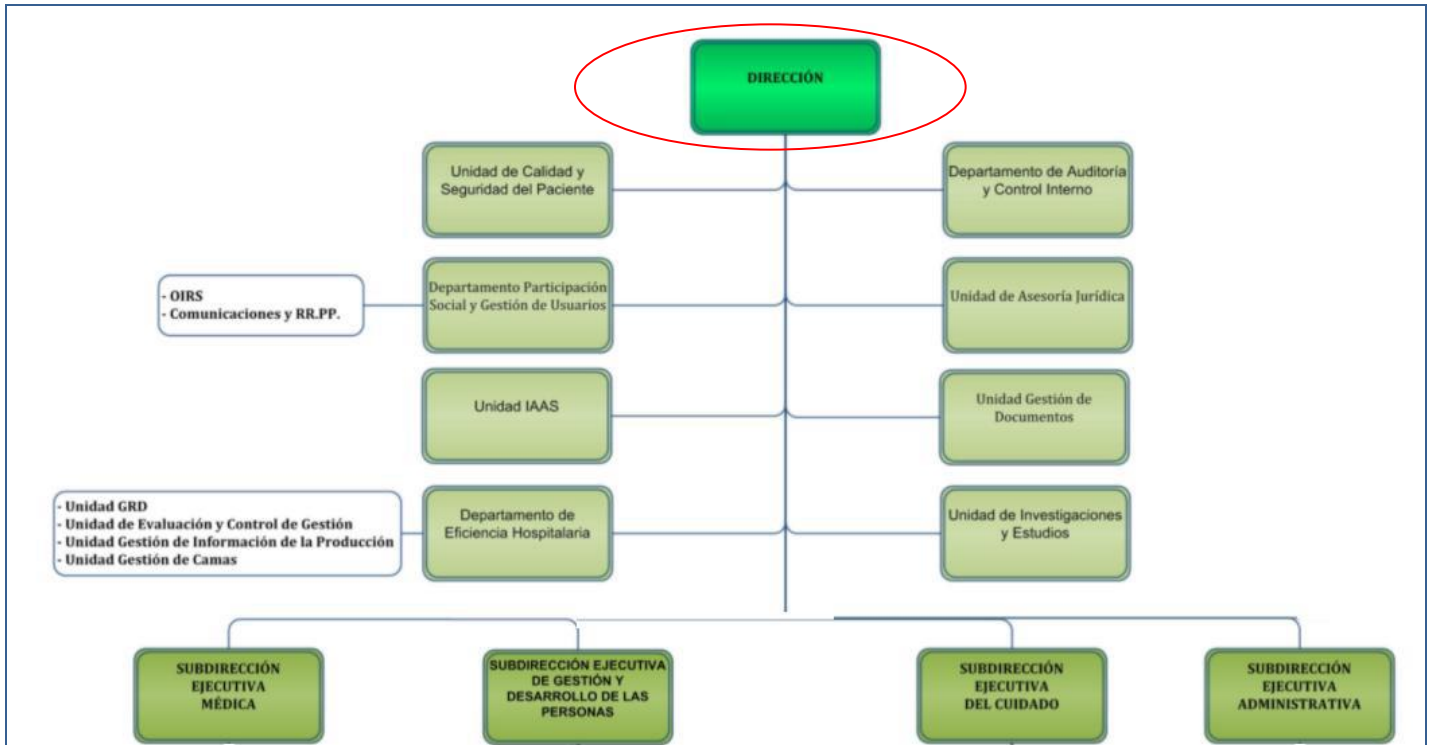 DIRECCIÓN
Unidad de Calidad y
Seguridad del Paciente
Departamento de Auditoría
y Control Interno
- OIRS
- Comunicaciones y RR.PP.
Departamento Participación
Social y Gestión de Usuarios
Unidad de Asesoría Jurídica
Unidad IAAS
Unidad Gestión de
Documentos
- Unidad GRD
- Unidad de Evaluación y Control de Gestión
- Unidad Gestión de Información de la Producción
- Unidad Gestión de Camas
Departamento de
Eficiencia Hospitalaria
Unidad de Investigaciones
y Estudios
SUBDIRECCIÓN
EJECUTIVA
MÉDICA
SUBDIRECCIÓN EJECUTIVA
DE GESTIÓN Y
DESARROLLO DE LAS
PERSONAS
SUBDIRECCIÓN
EJECUTIVA
DEL CUIDADO
SUBDIRECCIÓN
EJECUTIVA
ADMINISTRATIVA